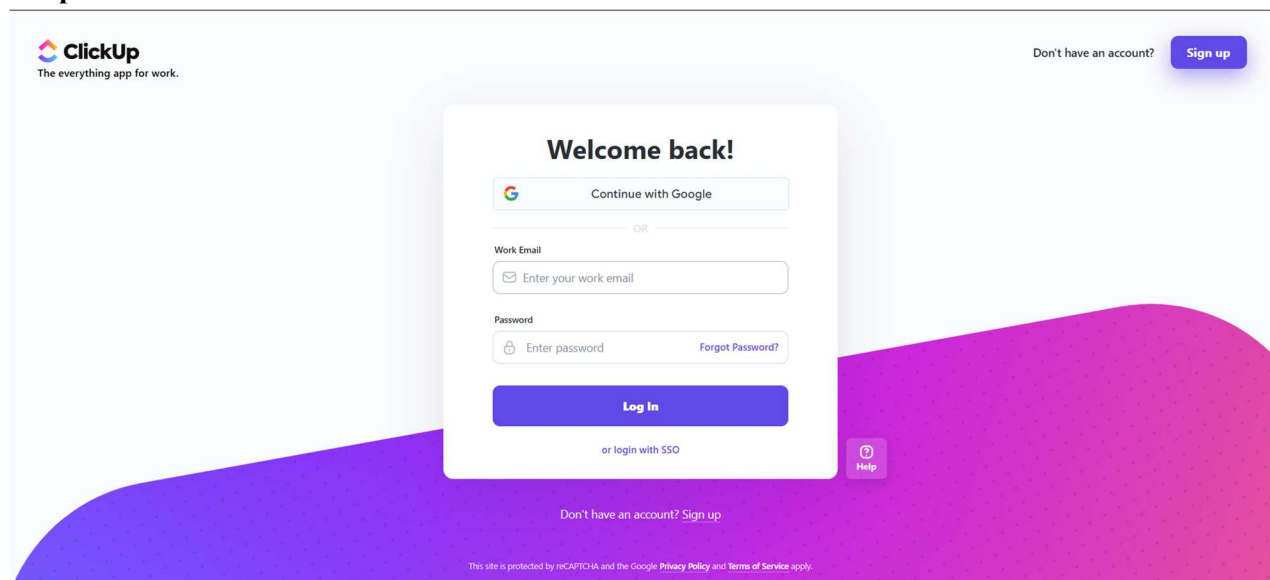 ClickUp
The everything app for work.
Don't have an account?
Sign up
Welcome back!
Continue with Google
OR
Work Email
Enter your work email
Password
Enter password
Forgot Password?
Log In
or login with SSO
Help
Don't have an account? Sign up
This site is protected by reCAPTCHA and the Google Privacy Policy and Terms of Service apply.